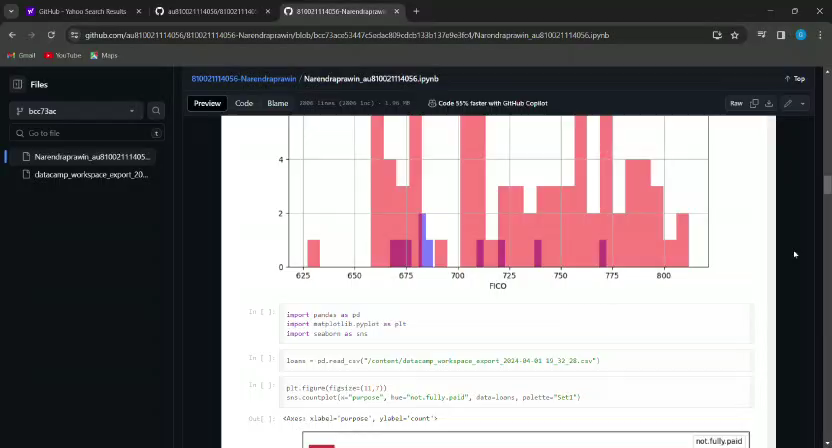 GitHub - Yahoo Search Results
au810021114056/810021114056-
810021114056-Narendraprawin_
github.com/au810021114056/810021114056-Narendraprawin/blob/bcc73aco53447c5odac809cdcb133b137e9e3fc4/Narendraprawin_au810021114056.ipynb
G
Gmail
YouTube
Maps
Files
bcc73ac
Go to file
t
Narendraprawin_au81002111405...
datacamp_workspace_export_20...
810021114056-Narendraprawin / Narendraprawin_au810021114056.ipynb
Top
Preview
Code
Blame
2806 lines (2806 loc) · 1.96 MB
Code 55% faster with GitHub Copilot
Raw
4
2
0
625
650
675
700
725
750
775
800
FICO
In [ ]:
import pandas as pd
import matplotlib.pyplot as plt
import seaborn as sns
In [ ]:
loans = pd.read_csv("/content/datacamp_workspace_export_2024-04-01 19_32_28.csv")
In [ ]:
plt.figure(figsize=(11,7))
sns.countplot(x="purpose", hue="not.fully.paid", data=loans, palette="Set1")
Out[ ]:
<Axes: xlabel='purpose', ylabel='count'>
not.fully.paid